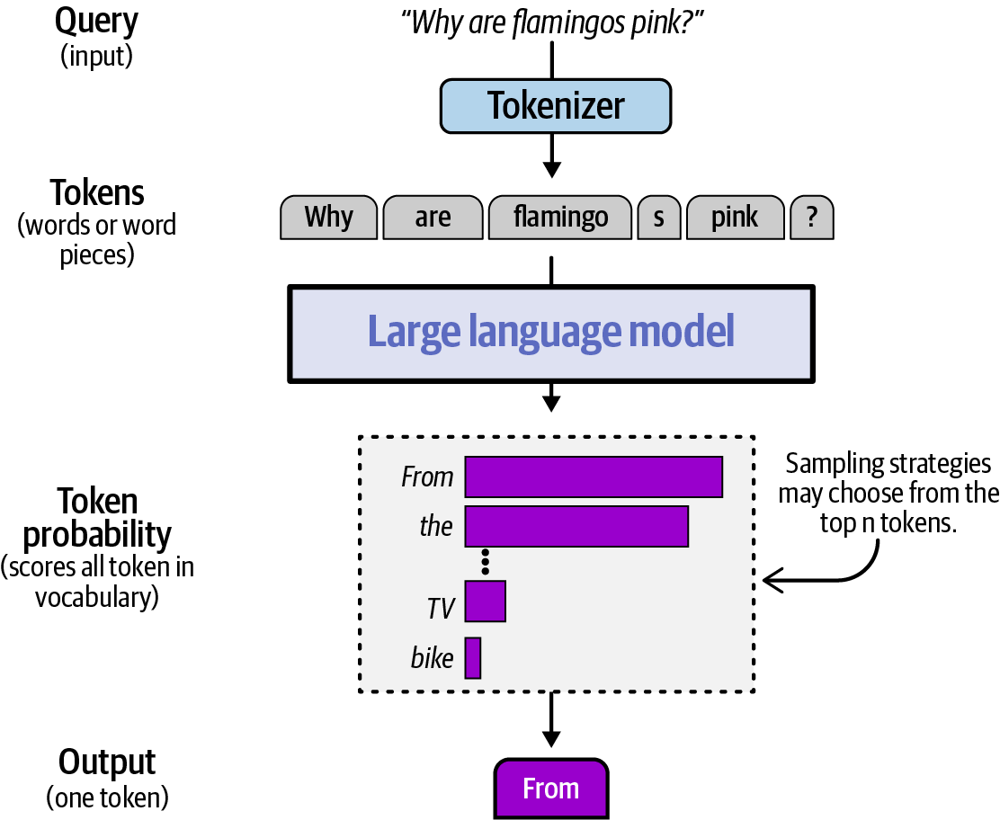 Query
(input)
“Why are flamingos pink?”
Tokenizer
Tokens
(words or word
pieces)
Why
are
flamingo
s
pink
?
Large language model
Token
probability
(scores all token in
vocabulary)
From
the
TV
bike
Sampling strategies
may choose from the
top n tokens.
Output
(one token)
From